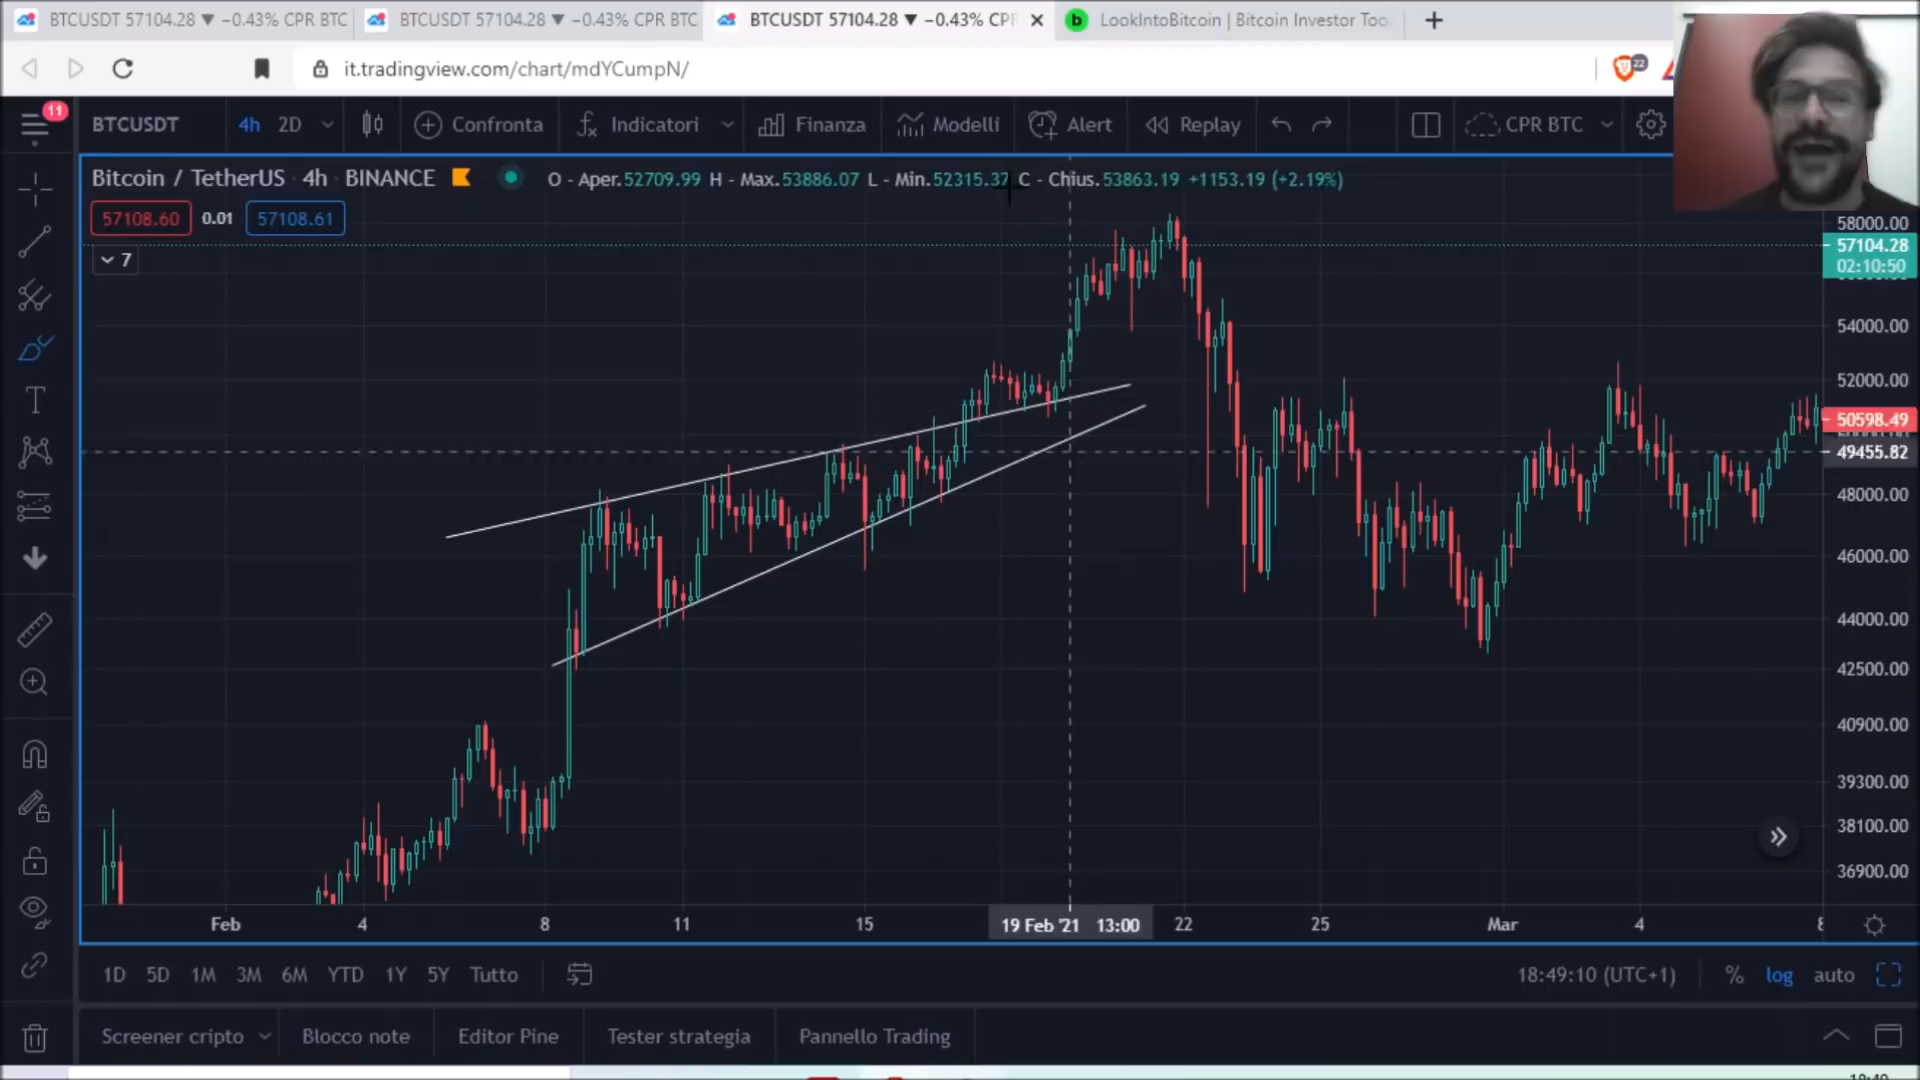 BTCUSDT 57104.28 ▼ −0.43% CPR BTC
BTCUSDT 57104.28 ▼ −0.43% CPR BTC
BTCUSDT 57104.28 ▼ −0.43% CPR
b LookIntoBitcoin | Bitcoin Investor Too
it.tradingview.com/chart/mdYCumpN/
22
11
BTCUSDT 4h 2D Confronta Indicatori Finanza Modelli Alert Replay CPR BTC
Bitcoin / TetherUS 4h BINANCE O - Aper.52709.99 H - Max.53886.07 L - Min.52315.37 C - Chius.53863.19 +1153.19 (+2.19%)
57108.60 0.01 57108.61
7
58000.00
57104.28
02:10:50
54000.00
52000.00
50598.49
49455.82
48000.00
46000.00
44000.00
42500.00
40900.00
39300.00
38100.00
36900.00
Feb 4 8 11 15 19 Feb '21 13:00 22 25 Mar 4 8
1D 5D 1M 3M 6M YTD 1Y 5Y Tutto 18:49:10 (UTC+1) % log auto
Screener cripto Blocco note Editor Pine Tester strategia Pannello Trading